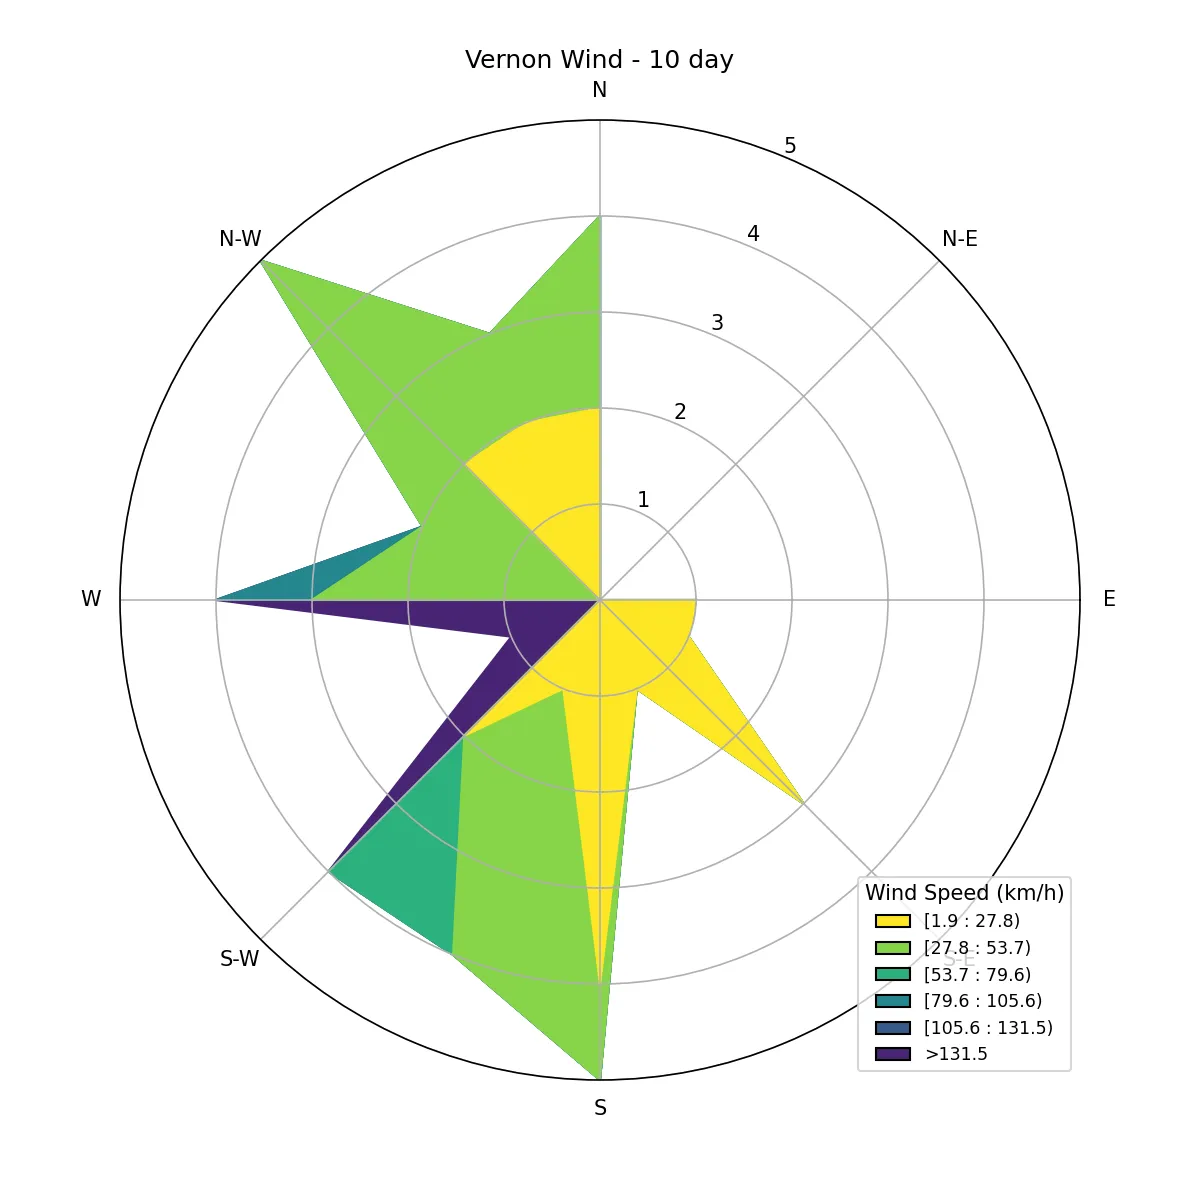 Vernon Wind - 10 day
N
5
N-W
N-E
4
3
2
1
W
E
S-W
S-E
S
Wind Speed (km/h)
[1.9 : 27.8)
[27.8 : 53.7)
[53.7 : 79.6)
[79.6 : 105.6)
[105.6 : 131.5)
>131.5